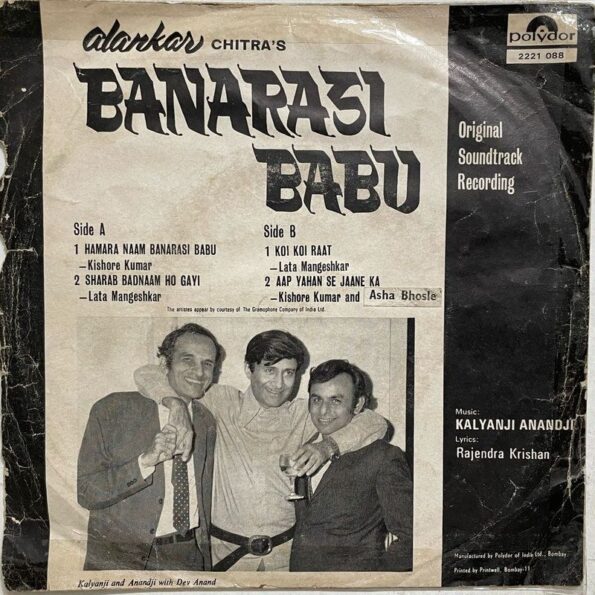 alankar CHITRA'S
BANARASI
BABU
polydor
2221 088
Original
Soundtrack
Recording
Side A
1 HAMARA NAAM BANARASI BABU
–Kishore Kumar
2 SHARAB BADNAAM HO GAYI
–Lata Mangeshkar
Side B
1 KOI KOI RAAT
–Lata Mangeshkar
2 AAP YAHAN SE JAANE KA
–Kishore Kumar and Asha Bhosle
The artistes appear by courtesy of The Gramophone Company of India Ltd.
Music:
KALYANJI ANANDJI
Lyrics:
Rajendra Krishan
Manufactured by Polydor of India Ltd., Bombay
Printed by Printwell, Bombay-11
Kalyanji and Anandji with Dev Anand